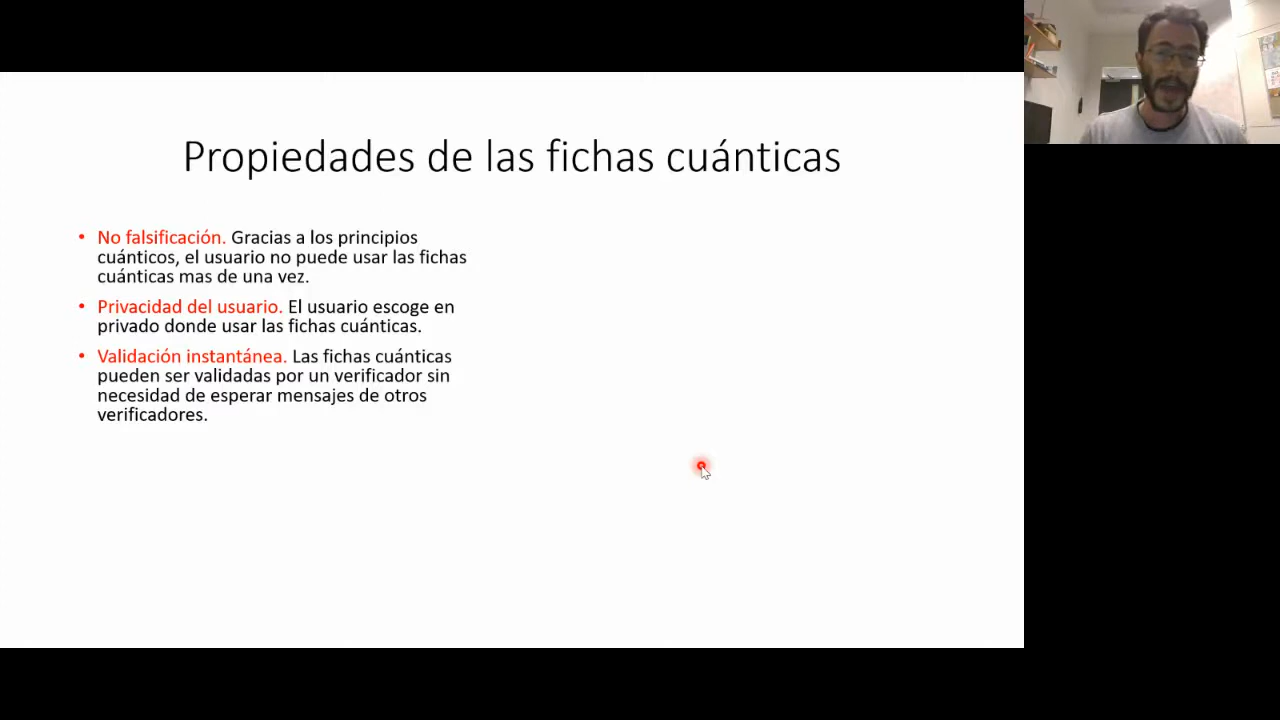 Propiedades de las fichas cuánticas
• No falsificación. Gracias a los principios
cuánticos, el usuario no puede usar las fichas
cuánticas mas de una vez.
• Privacidad del usuario. El usuario escoge en
privado donde usar las fichas cuánticas.
• Validación instantánea. Las fichas cuánticas
pueden ser validadas por un verificador sin
necesidad de esperar mensajes de otros
verificadores.